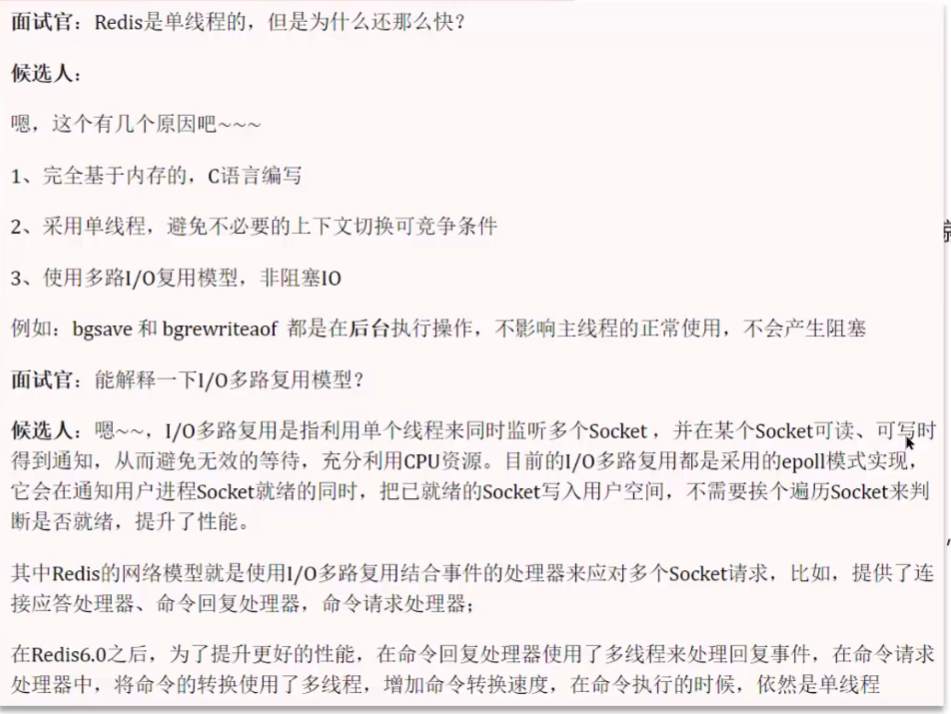 面试官：Redis是单线程的，但是为什么还那么快？
候选人：
嗯，这个有几个原因吧~~~
1、完全基于内存的，C语言编写
2、采用单线程，避免不必要的上下文切换可竞争条件
3、使用多路I/O复用模型，非阻塞IO
例如：bgsave 和 bgrewriteaof 都是在后台执行操作，不影响主线程的正常使用，不会产生阻塞
面试官：能解释一下I/O多路复用模型？
候选人：嗯~~，I/O多路复用是指利用单个线程来同时监听多个Socket ，并在某个Socket可读、可写时
得到通知，从而避免无效的等待，充分利用CPU资源。目前的I/O多路复用都是采用的epoll模式实现，
它会在通知用户进程Socket就绪的同时，把已就绪的Socket写入用户空间，不需要挨个遍历Socket来判
断是否就绪，提升了性能。
其中Redis的网络模型就是使用I/O多路复用结合事件的处理器来应对多个Socket请求，比如，提供了连
接应答处理器、命令回复处理器，命令请求处理器；
在Redis6.0之后，为了提升更好的性能，在命令回复处理器使用了多线程来处理回复事件，在命令请求
处理器中，将命令的转换使用了多线程，增加命令转换速度，在命令执行的时候，依然是单线程